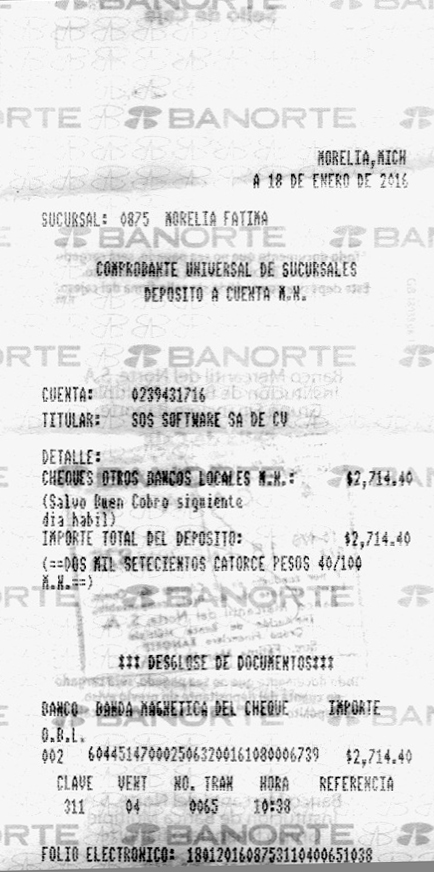 BANORTE
BANORTE
MORELIA,MICH
A 18 DE ENERO DE 2016
SUCURSAL: 0875 MORELIA FATIMA
BANORTE
COMPROBANTE UNIVERSAL DE SUCURSALES
DEPOSITO A CUENTA M.N.
BANORTE
CUENTA: 0239431716
TITULAR: SOS SOFTWARE SA DE CV
DETALLE:
CHEQUES OTROS BANCOS LOCALES M.N.: $2,714.40
(Salvo Buen Cobro siguiente
dia habil)
IMPORTE TOTAL DEL DEPOSITO: $2,714.40
(==DOS MIL SETECIENTOS CATORCE PESOS 40/100
M.N.==)
BANORTE
*** DESGLOSE DE DOCUMENTOS***
BANCO BANDA MAGNETICA DEL CHEQUE IMPORTE
O.B.L.
002 6044514700025063200161080006739 $2,714.40
CLAVE VENT NO. TRAN HORA REFERENCIA
311 04 0065 10:38
BANORTE
FOLIO ELECTRONICO: 1801201608753110400651038